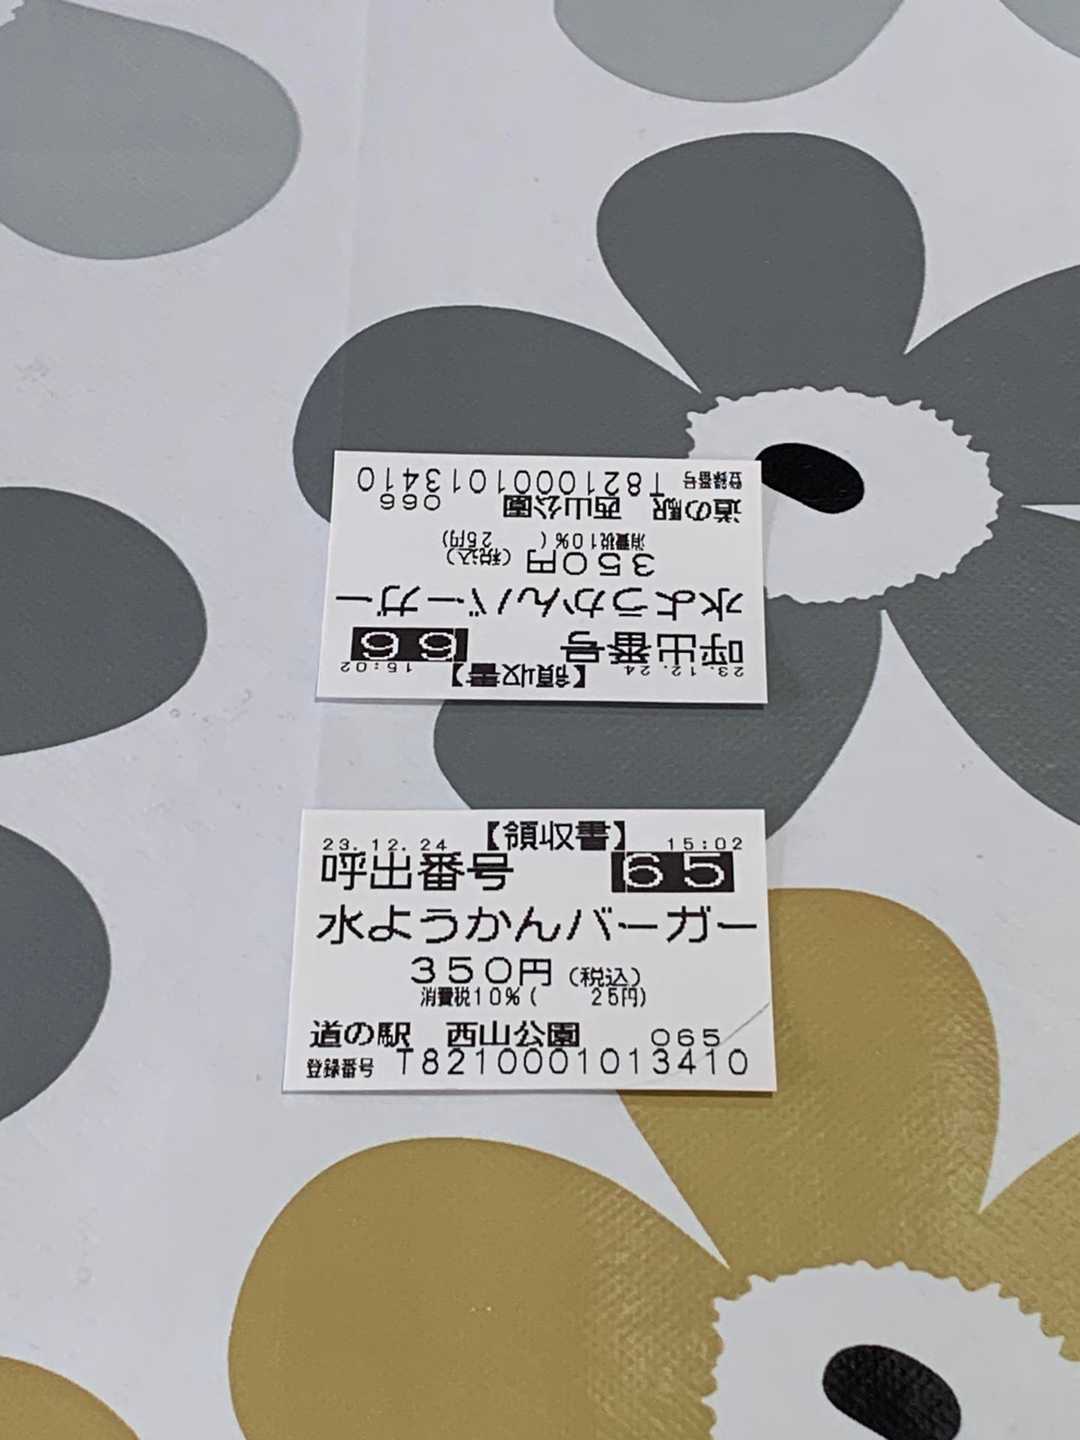 23.12.24 【領収書】 15:02
呼出番号 66
水ようかんバーガー
350円(税込)
消費税10%( 25円)
道の駅 西山公園 066
登録番号 T8210001013410
23.12.24 【領収書】 15:02
呼出番号 65
水ようかんバーガー
350円(税込)
消費税10%( 25円)
道の駅 西山公園 065
登録番号 T8210001013410